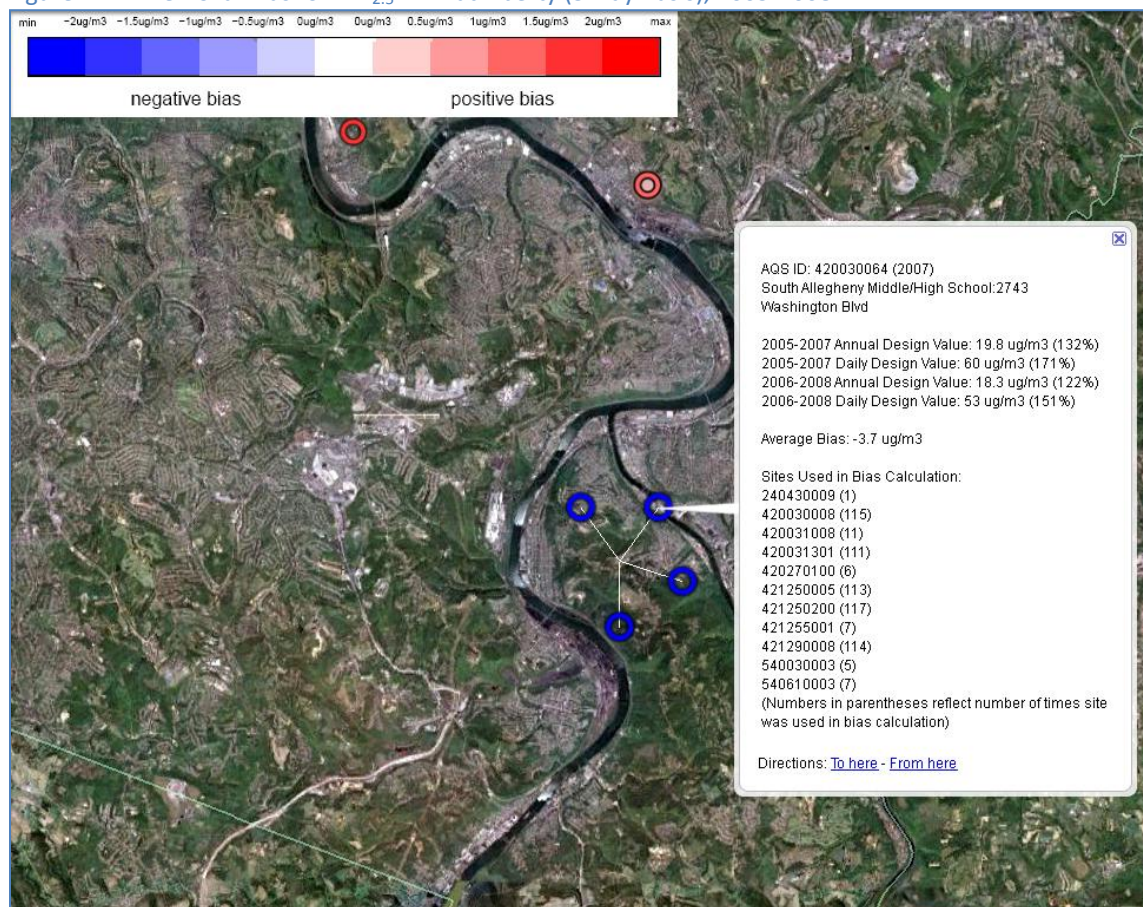 min -2ug/m3 -1.5ug/m3 -1ug/m3 -0.5ug/m3 0ug/m3 0ug/m3 0.5ug/m3 1ug/m3 1.5ug/m3 2ug/m3 max
negative bias positive bias
AQS ID: 420030064 (2007)
South Allegheny Middle/High School:2743
Washington Blvd
2005-2007 Annual Design Value: 19.8 ug/m3 (132%)
2005-2007 Daily Design Value: 60 ug/m3 (171%)
2006-2008 Annual Design Value: 18.3 ug/m3 (122%)
2006-2008 Daily Design Value: 53 ug/m3 (151%)
Average Bias: -3.7 ug/m3
Sites Used in Bias Calculation:
240430009 (1)
420030008 (115)
420031008 (11)
420031301 (111)
420270100 (6)
421250005 (113)
421250200 (117)
421255001 (7)
421290008 (114)
540030003 (5)
540610003 (7)
(Numbers in parentheses reflect number of times site
was used in bias calculation)
Directions: To here - From here